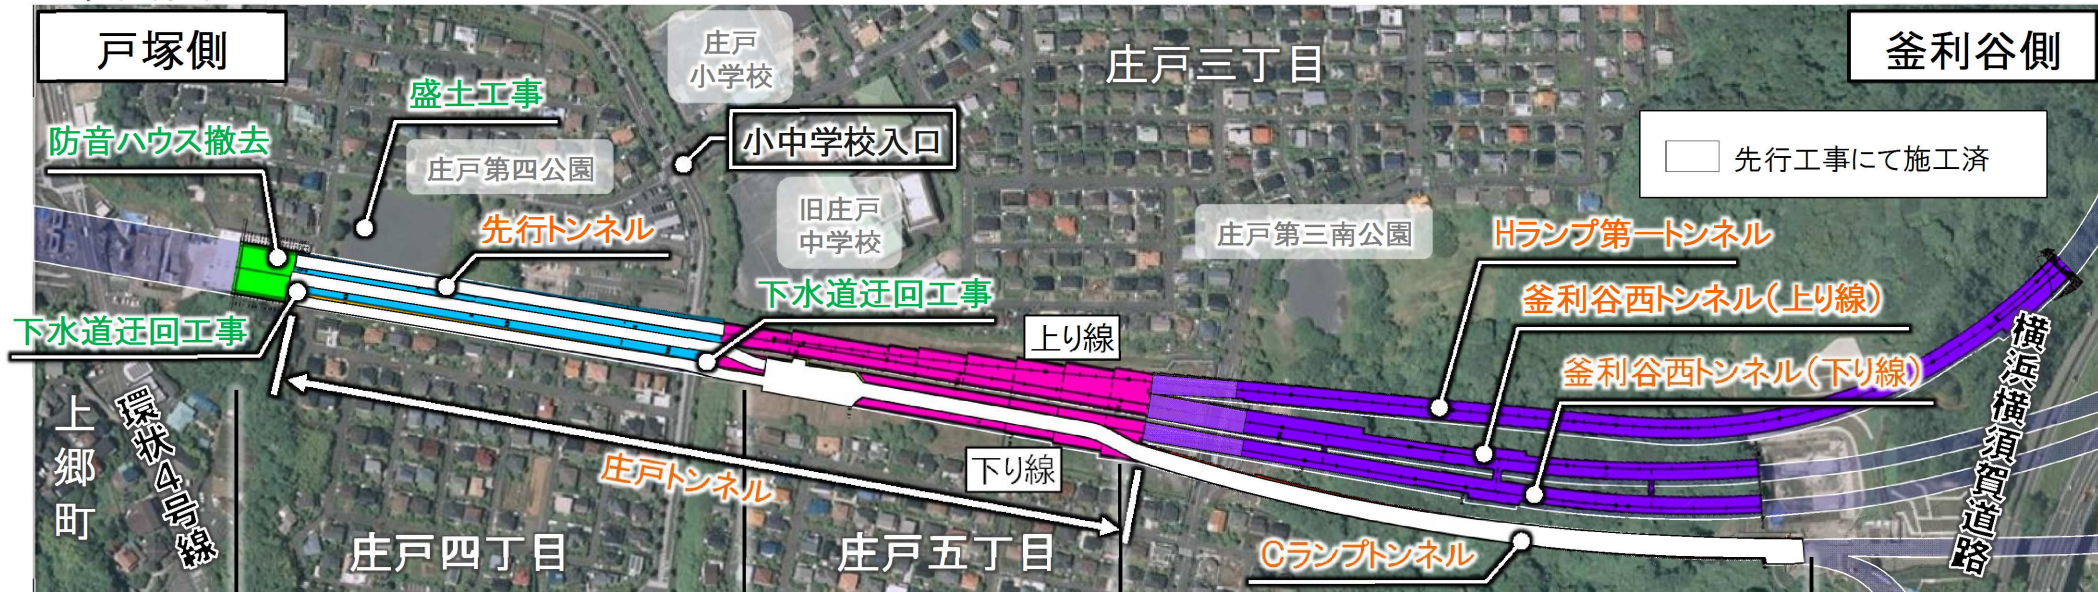 戸塚側
庄戸
小学校
庄戸三丁目
釜利谷側
盛土工事
防音ハウス撤去
小中学校入口
庄戸第四公園
先行工事にて施工済
旧庄戸
中学校
先行トンネル
庄戸第三南公園
Hランプ第一トンネル
下水道迂回工事
釜利谷西トンネル(上り線)
下水道迂回工事
上り線
釜利谷西トンネル(下り線)
横浜横須賀道路
上郷町
環状4号線
庄戸トンネル
下り線
庄戸四丁目
庄戸五丁目
Cランプトンネル